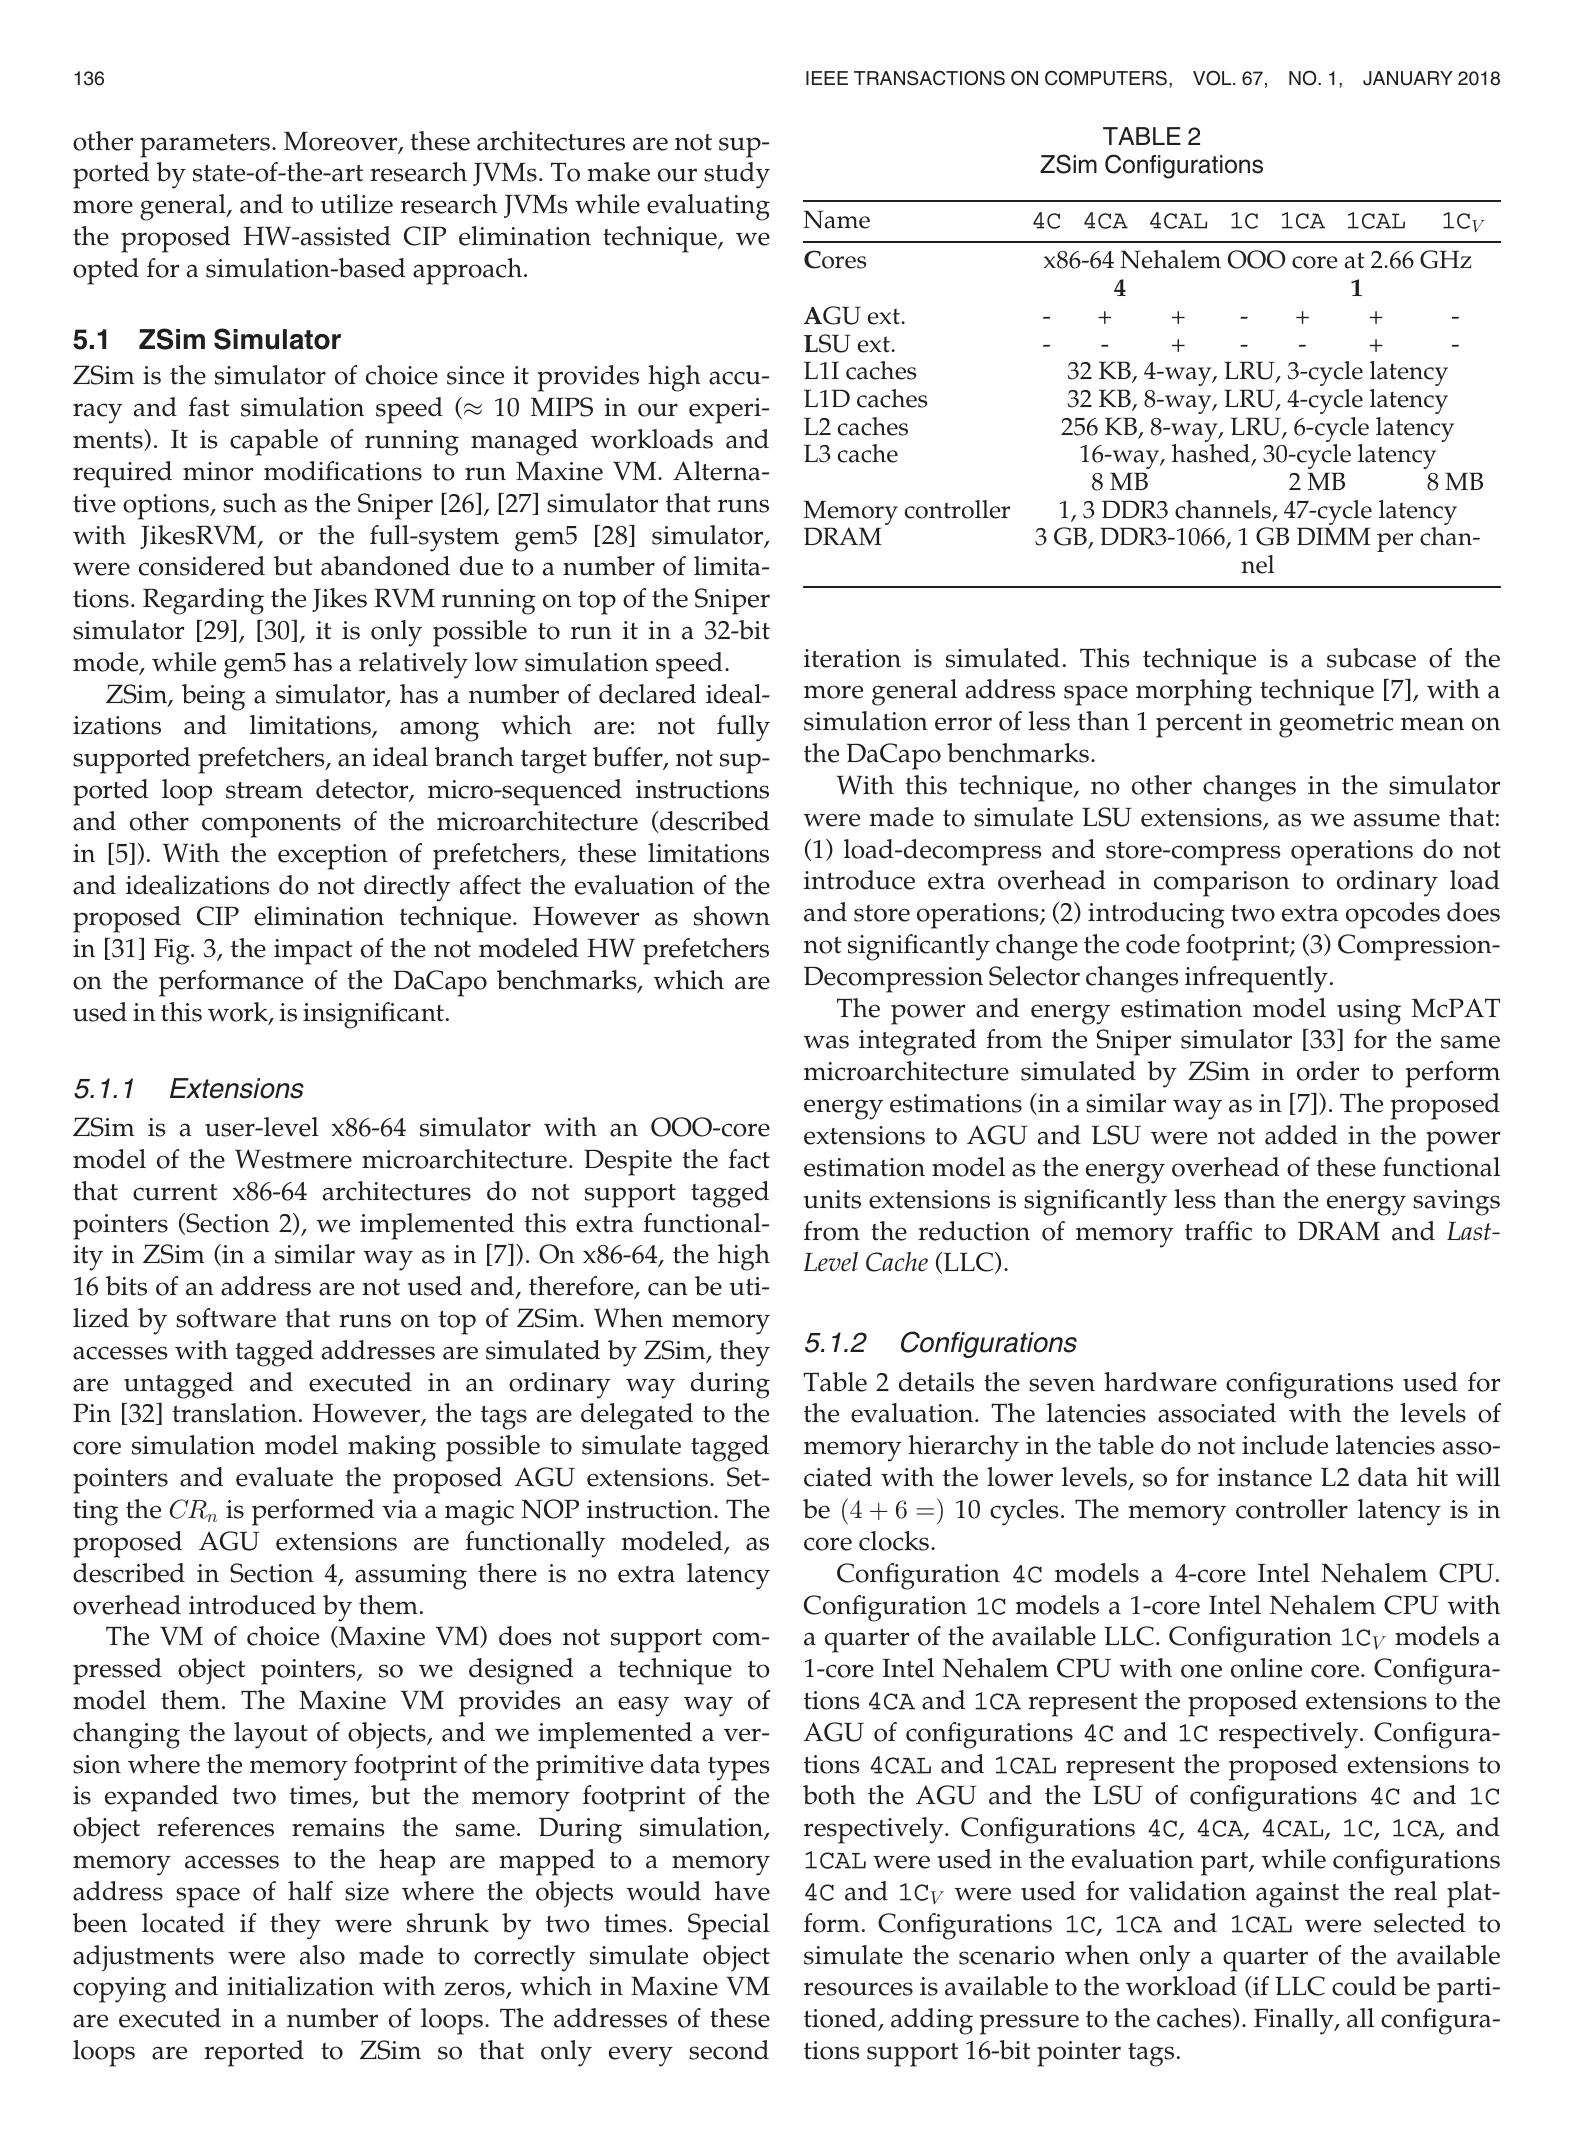 136
IEEE TRANSACTIONS ON COMPUTERS, VOL. 67, NO. 1, JANUARY 2018
other parameters. Moreover, these architectures are not sup-
ported by state-of-the-art research JVMs. To make our study
more general, and to utilize research JVMs while evaluating
the proposed HW-assisted CIP elimination technique, we
opted for a simulation-based approach.
5.1 ZSim Simulator
ZSim is the simulator of choice since it provides high accu-
racy and fast simulation speed (≈ 10 MIPS in our experi-
ments). It is capable of running managed workloads and
required minor modifications to run Maxine VM. Alterna-
tive options, such as the Sniper [26], [27] simulator that runs
with JikesRVM, or the full-system gem5 [28] simulator,
were considered but abandoned due to a number of limita-
tions. Regarding the Jikes RVM running on top of the Sniper
simulator [29], [30], it is only possible to run it in a 32-bit
mode, while gem5 has a relatively low simulation speed.
ZSim, being a simulator, has a number of declared ideal-
izations and limitations, among which are: not fully
supported prefetchers, an ideal branch target buffer, not sup-
ported loop stream detector, micro-sequenced instructions
and other components of the microarchitecture (described
in [5]). With the exception of prefetchers, these limitations
and idealizations do not directly affect the evaluation of the
proposed CIP elimination technique. However as shown
in [31] Fig. 3, the impact of the not modeled HW prefetchers
on the performance of the DaCapo benchmarks, which are
used in this work, is insignificant.
5.1.1 Extensions
ZSim is a user-level x86-64 simulator with an OOO-core
model of the Westmere microarchitecture. Despite the fact
that current x86-64 architectures do not support tagged
pointers (Section 2), we implemented this extra functional-
ity in ZSim (in a similar way as in [7]). On x86-64, the high
16 bits of an address are not used and, therefore, can be uti-
lized by software that runs on top of ZSim. When memory
accesses with tagged addresses are simulated by ZSim, they
are untagged and executed in an ordinary way during
Pin [32] translation. However, the tags are delegated to the
core simulation model making possible to simulate tagged
pointers and evaluate the proposed AGU extensions. Set-
ting the CRn is performed via a magic NOP instruction. The
proposed AGU extensions are functionally modeled, as
described in Section 4, assuming there is no extra latency
overhead introduced by them.
The VM of choice (Maxine VM) does not support com-
pressed object pointers, so we designed a technique to
model them. The Maxine VM provides an easy way of
changing the layout of objects, and we implemented a ver-
sion where the memory footprint of the primitive data types
is expanded two times, but the memory footprint of the
object references remains the same. During simulation,
memory accesses to the heap are mapped to a memory
address space of half size where the objects would have
been located if they were shrunk by two times. Special
adjustments were also made to correctly simulate object
copying and initialization with zeros, which in Maxine VM
are executed in a number of loops. The addresses of these
loops are reported to ZSim so that only every second
TABLE 2
ZSim Configurations
Name 4C 4CA 4CAL 1C 1CA 1CAL 1CV
Cores x86-64 Nehalem OOO core at 2.66 GHz
4 1
AGU ext. - + + - + + -
LSU ext. - - + - - + -
L1I caches 32 KB, 4-way, LRU, 3-cycle latency
L1D caches 32 KB, 8-way, LRU, 4-cycle latency
L2 caches 256 KB, 8-way, LRU, 6-cycle latency
L3 cache 16-way, hashed, 30-cycle latency
8 MB 2 MB 8 MB
Memory controller 1, 3 DDR3 channels, 47-cycle latency
DRAM 3 GB, DDR3-1066, 1 GB DIMM per chan-
nel
iteration is simulated. This technique is a subcase of the
more general address space morphing technique [7], with a
simulation error of less than 1 percent in geometric mean on
the DaCapo benchmarks.
With this technique, no other changes in the simulator
were made to simulate LSU extensions, as we assume that:
(1) load-decompress and store-compress operations do not
introduce extra overhead in comparison to ordinary load
and store operations; (2) introducing two extra opcodes does
not significantly change the code footprint; (3) Compression-
Decompression Selector changes infrequently.
The power and energy estimation model using McPAT
was integrated from the Sniper simulator [33] for the same
microarchitecture simulated by ZSim in order to perform
energy estimations (in a similar way as in [7]). The proposed
extensions to AGU and LSU were not added in the power
estimation model as the energy overhead of these functional
units extensions is significantly less than the energy savings
from the reduction of memory traffic to DRAM and Last-
Level Cache (LLC).
5.1.2 Configurations
Table 2 details the seven hardware configurations used for
the evaluation. The latencies associated with the levels of
memory hierarchy in the table do not include latencies asso-
ciated with the lower levels, so for instance L2 data hit will
be (4 + 6 =) 10 cycles. The memory controller latency is in
core clocks.
Configuration 4C models a 4-core Intel Nehalem CPU.
Configuration 1C models a 1-core Intel Nehalem CPU with
a quarter of the available LLC. Configuration 1CV models a
1-core Intel Nehalem CPU with one online core. Configura-
tions 4CA and 1CA represent the proposed extensions to the
AGU of configurations 4C and 1C respectively. Configura-
tions 4CAL and 1CAL represent the proposed extensions to
both the AGU and the LSU of configurations 4C and 1C
respectively. Configurations 4C, 4CA, 4CAL, 1C, 1CA, and
1CAL were used in the evaluation part, while configurations
4C and 1CV were used for validation against the real plat-
form. Configurations 1C, 1CA and 1CAL were selected to
simulate the scenario when only a quarter of the available
resources is available to the workload (if LLC could be parti-
tioned, adding pressure to the caches). Finally, all configura-
tions support 16-bit pointer tags.